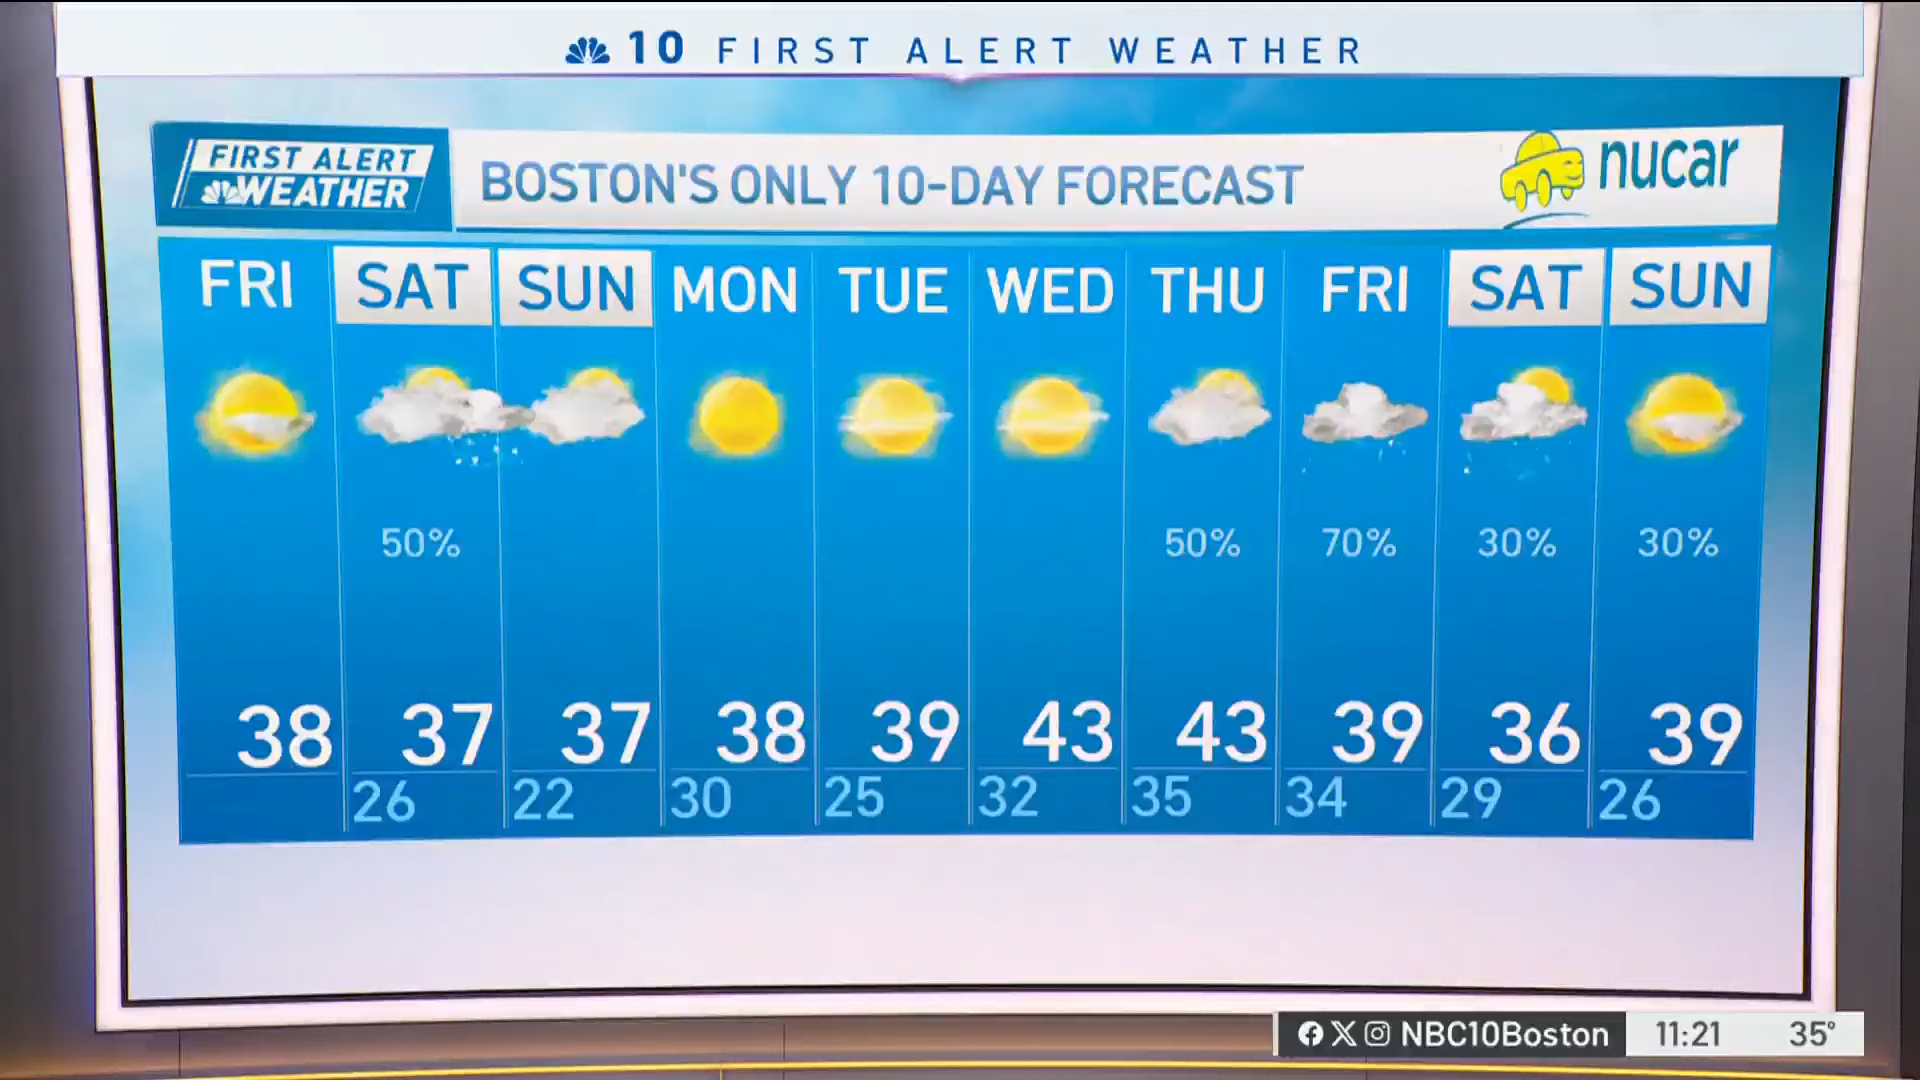 10 FIRST ALERT WEATHER
FIRST ALERT
WEATHER
BOSTON'S ONLY 10-DAY FORECAST
nucar
FRI SAT SUN MON TUE WED THU FRI SAT SUN
50% 50% 70% 30% 30%
38 37 37 38 39 43 43 39 36 39
26 22 30 25 32 35 34 29 26
NBC10Boston 11:21 35°